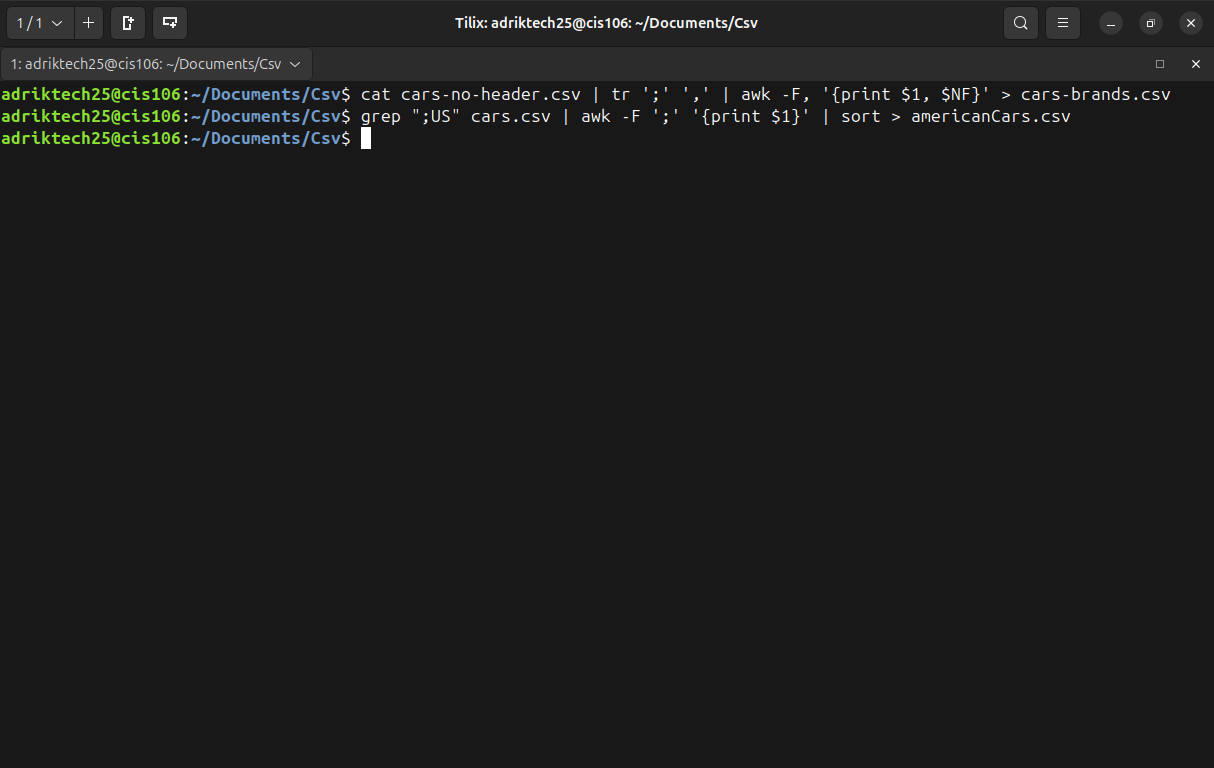 1 / 1
Tilix: adriktech25@cis106: ~/Documents/Csv
1: adriktech25@cis106: ~/Documents/Csv
adriktech25@cis106:~/Documents/Csv$ cat cars-no-header.csv | tr ';' ',' | awk -F, '{print $1, $NF}' > cars-brands.csv
adriktech25@cis106:~/Documents/Csv$ grep ";US" cars.csv | awk -F ';' '{print $1}' | sort > americanCars.csv
adriktech25@cis106:~/Documents/Csv$